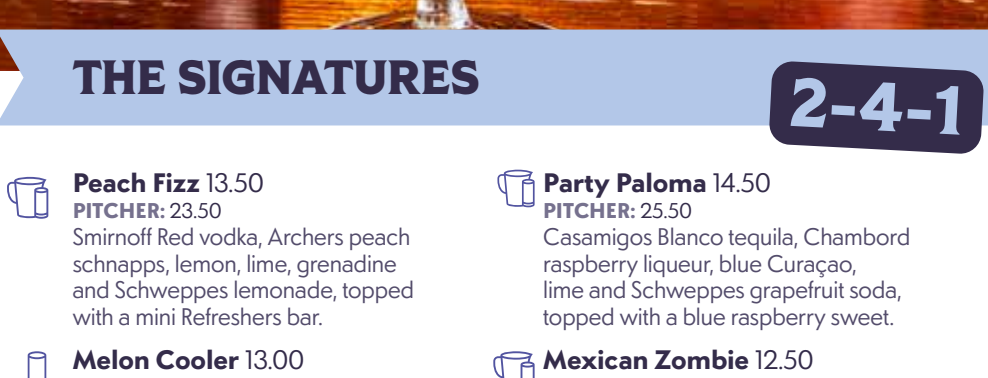 THE SIGNATURES
2-4-1
Peach Fizz 13.50
PITCHER: 23.50
Smirnoff Red vodka, Archers peach
schnapps, lemon, lime, grenadine
and Schweppes lemonade, topped
with a mini Refreshers bar.
Melon Cooler 13.00
Party Paloma 14.50
PITCHER: 25.50
Casamigos Blanco tequila, Chambord
raspberry liqueur, blue Curaçao,
lime and Schweppes grapefruit soda,
topped with a blue raspberry sweet.
Mexican Zombie 12.50